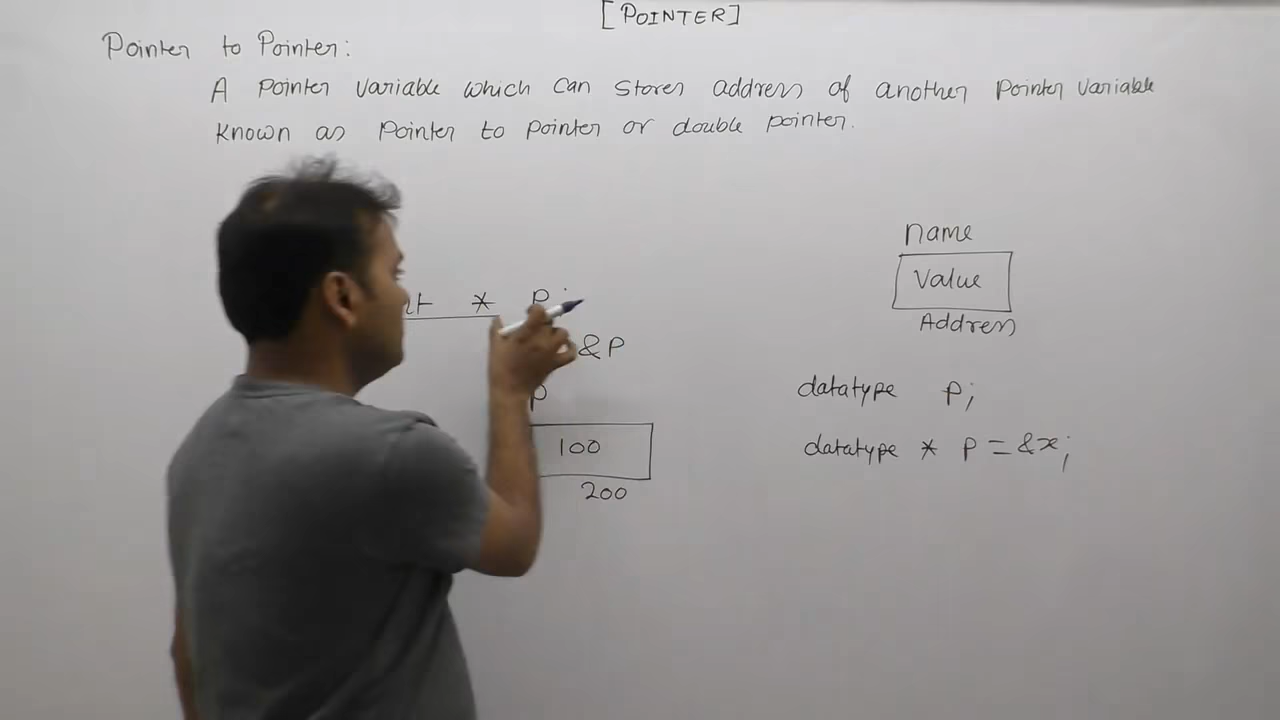 [POINTER]
Pointer to Pointer:
A pointer variable which can stores address of another pointer variable
known as pointer to pointer or double pointer.
name
Value
Address
* P
&P
P
100
200
datatype P;
datatype * P = &x;